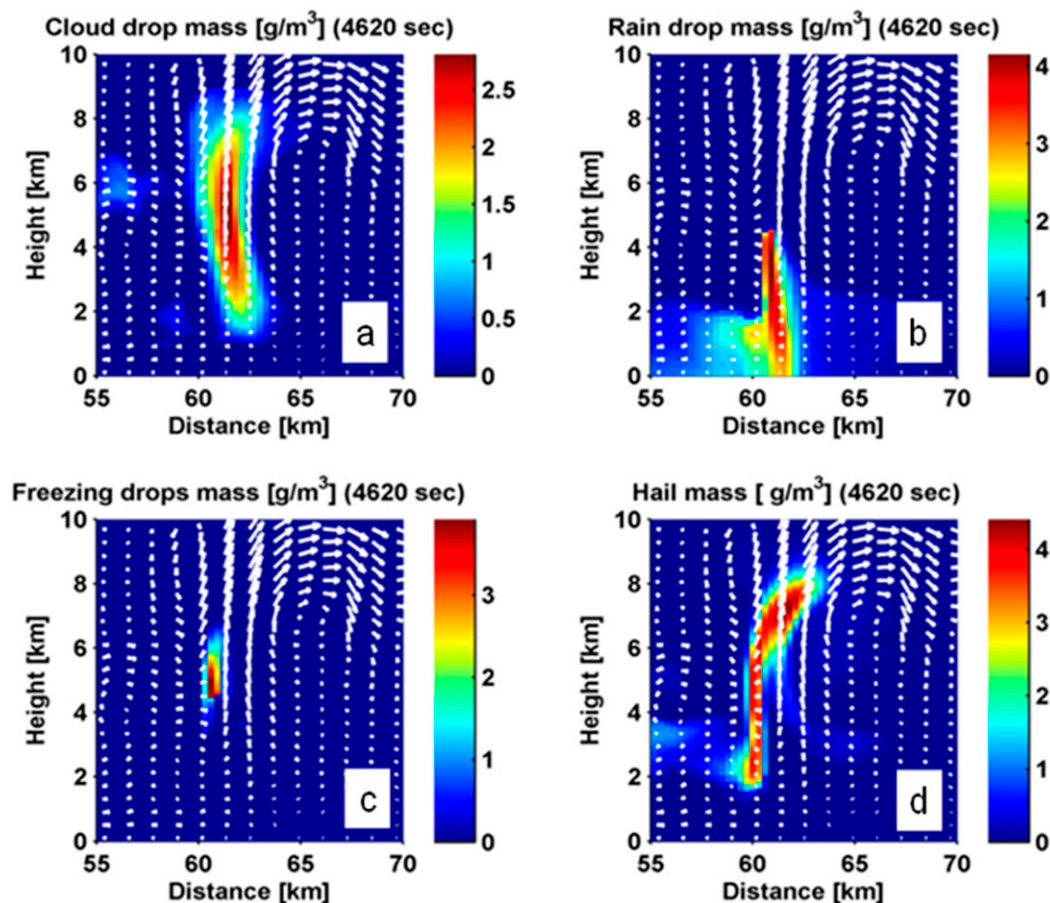 Cloud drop mass [g/m³] (4620 sec)
10
8
6
4
2
0
Height [km]
55 60 65 70
Distance [km]
2.5
2
1.5
1
0.5
0
a
Rain drop mass [g/m³] (4620 sec)
10
8
6
4
2
0
Height [km]
55 60 65 70
Distance [km]
4
3
2
1
0
b
Freezing drops mass [g/m³] (4620 sec)
10
8
6
4
2
0
Height [km]
55 60 65 70
Distance [km]
3
2
1
0
c
Hail mass [ g/m³] (4620 sec)
10
8
6
4
2
0
Height [km]
55 60 65 70
Distance [km]
4
3
2
1
0
d